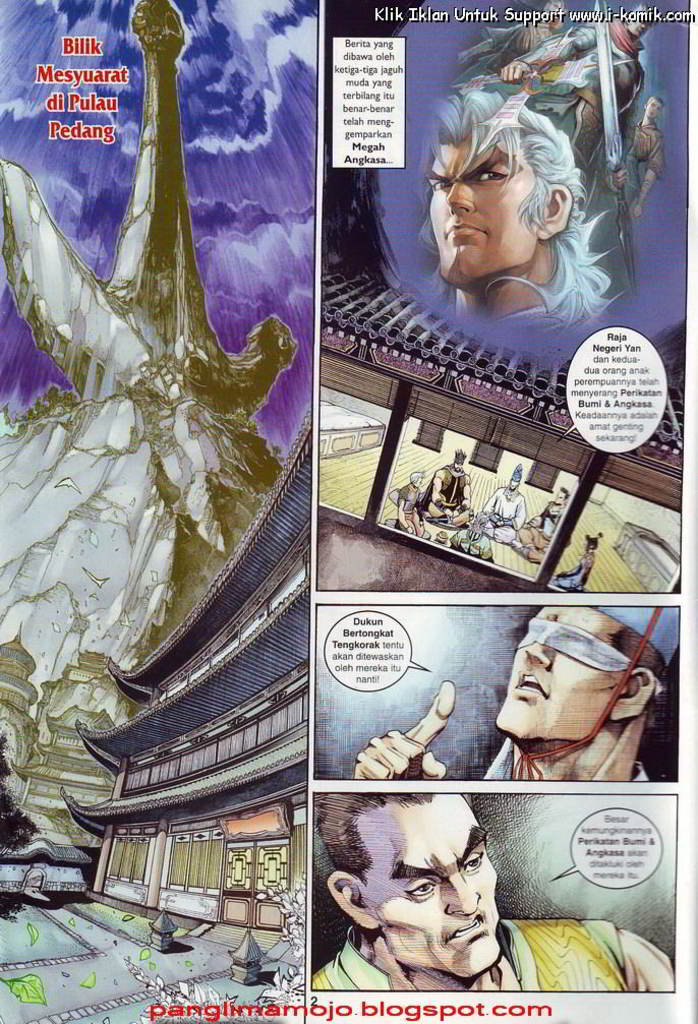 Klik Iklan Untuk Support www.i-komik.com
Bilik
Mesyuarat
di Pulau
Pedang
Berita yang
dibawa oleh
ketiga-tiga jaguh
muda yang
terbilang itu
benar-benar
telah meng-
gemparkan
Megah
Angkasa...
Raja
Negeri Yan
dan kedua-
dua orang anak
perempuannya telah
menyerang Perikatan
Bumi & Angkasa.
Keadaannya adalah
amat genting
sekarang!
Dukun
Bertongkat
Tengkorak tentu
akan ditewaskan
oleh mereka itu
nanti!
Besar
kemungkinannya
Perikatan Bumi &
Angkasa akan
ditakluki oleh
mereka itu.
2
panglimamojo.blogspot.com